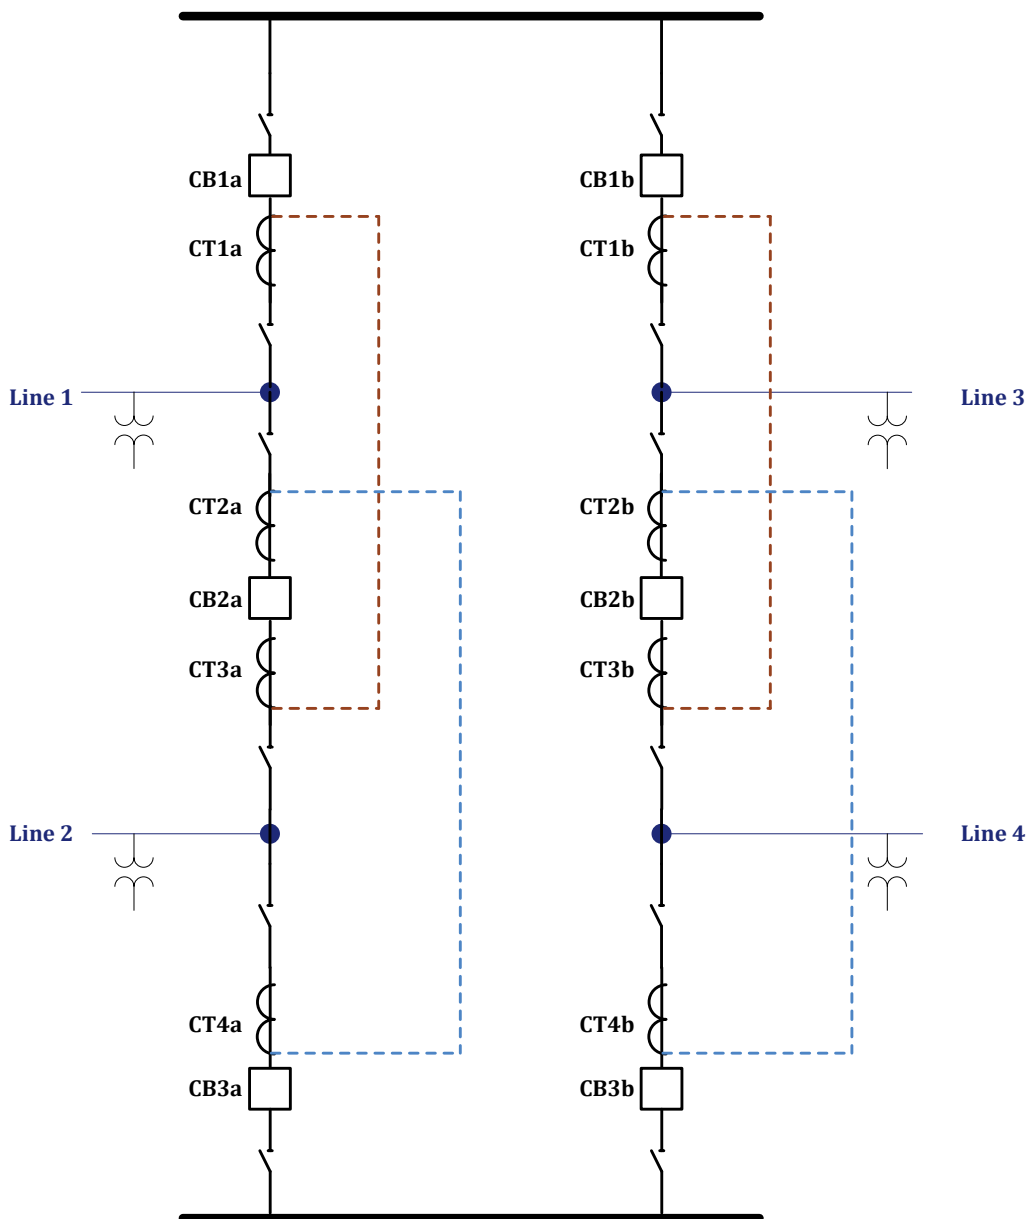 CB1a
CB1b
CT1a
CT1b
Line 1
Line 3
CT2a
CT2b
CB2a
CB2b
CT3a
CT3b
Line 2
Line 4
CT4a
CT4b
CB3a
CB3b